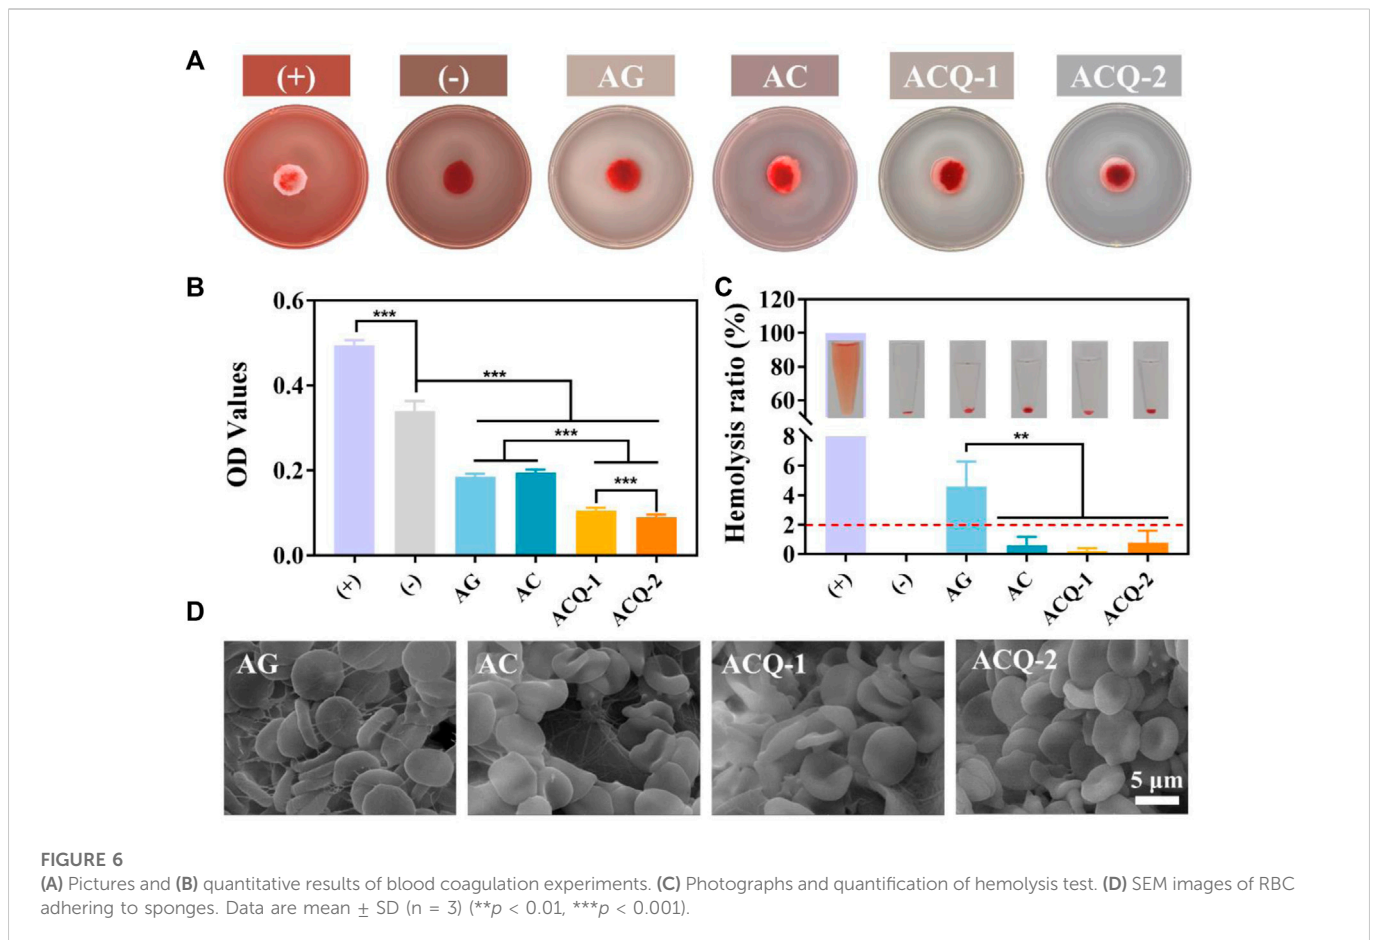 A
(+) (-) AG AC ACQ-1 ACQ-2
B
0.6
0.4
0.2
0.0
OD Values
***
***
***
***
(+) (-) AG AC ACQ-1 ACQ-2
C
120
100
80
60
8
6
4
2
0
Hemolysis ratio (%)
**
(+) (-) AG AC ACQ-1 ACQ-2
D
AG AC ACQ-1 ACQ-2
5 μm
FIGURE 6
(A) Pictures and (B) quantitative results of blood coagulation experiments. (C) Photographs and quantification of hemolysis test. (D) SEM images of RBC
adhering to sponges. Data are mean ± SD (n = 3) (**p < 0.01, ***p < 0.001).